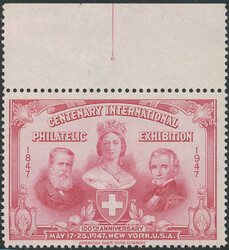 CENTENARY INTERNATIONAL
PHILATELIC EXHIBITION
1847
1947
100TH ANNIVERSARY
MAY 17-25, 1947, NEW YORK, U.S.A.
AMERICAN BANK NOTE COMPANY